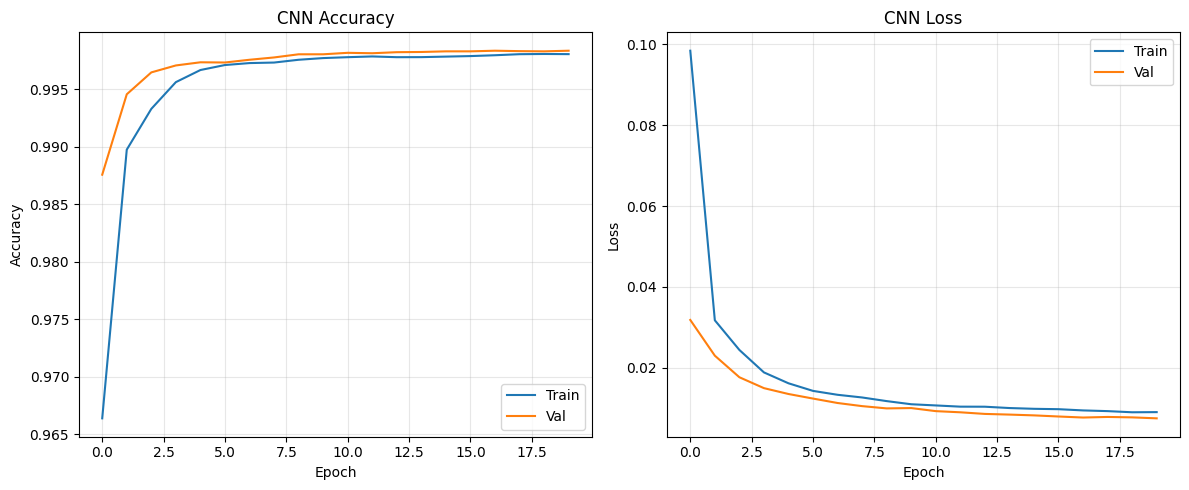 CNN Accuracy
Accuracy
0.995
0.990
0.985
0.980
0.975
0.970
0.965
0.0 2.5 5.0 7.5 10.0 12.5 15.0 17.5
Epoch
Train
Val
CNN Loss
Loss
0.10
0.08
0.06
0.04
0.02
0.0 2.5 5.0 7.5 10.0 12.5 15.0 17.5
Epoch
Train
Val